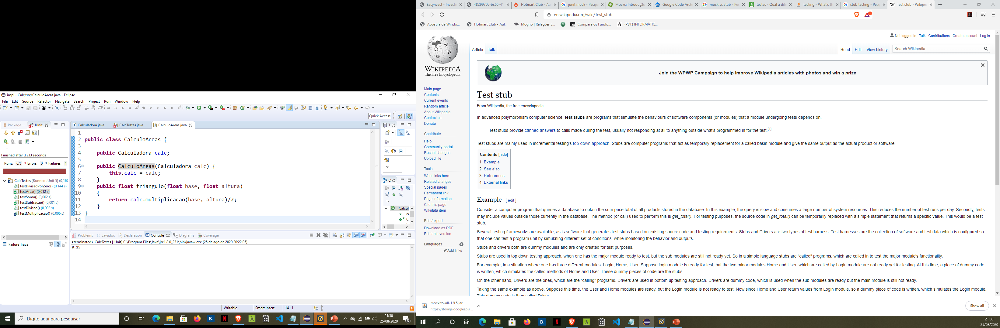 impl - Calc/src/CalculoAreas.java - Eclipse
File Edit Source Refactor Navigate Search Project Run Window Help
Quick Access
Package ... JUnit
Finished after 0,233 seconds
Runs: 6/6 Errors: 0 Failures: 1
CalcTestes [Runner: JUnit 5] (0,167
testDivisaoPorZero() (0,144 s)
testArea() (0,012 s)
testSoma() (0,002 s)
testSubtracao() (0,001 s)
testDivisao() (0,002 s)
testMultiplicacao() (0,006 s)
Failure Trace
Calculadora.java CalcTestes.java CalculoAreas.java
1
2 public class CalculoAreas {
3
4 public Calculadora calc;
5
6 public CalculoAreas(Calculadora calc) {
7 this.calc = calc;
8 }
9 public float triangulo(float base, float altura)
10 {
11 return calc.multiplicacao(base, altura)/2;
12 }
13 }
14
Problems Javadoc Declaration Console Diagrams Coverage
<terminated> CalcTestes [JUnit] C:\Program Files\Java\jre1.8.0_231\bin\javaw.exe (25 de ago de 2020 20:22:05)
0.25
Writable Smart Insert 14 : 1
Digite aqui para pesquisar
21:30
25/08/2020
3
Easynvest - Invest 4829970c-bc65-41 Hotmart Club - Au junit mock - Pesqu Mocks: Introdução Google Code Arch mock vs stub - Pes testes - Qual a dife testing - What's th stub testing - Pesc Test stub - Wikipe
en.wikipedia.org/wiki/Test_stub
Apostila de Windo... Hotmart Club - Aul... Mogno | Relações c... Compare os Fundo... (PDF) INFORMÁTIC...
Not logged in Talk Contributions Create account Log in
Article Talk
Read Edit View history Search Wikipedia
WIKIPEDIA
The Free Encyclopedia
Main page
Contents
Current events
Random article
About Wikipedia
Contact us
Donate
Contribute
Help
Community portal
Recent changes
Upload file
Tools
What links here
Related changes
Special pages
Permanent link
Page information
Cite this page
Wikidata item
Print/export
Download as PDF
Printable version
Languages
Add links
Join the WPWP Campaign to help improve Wikipedia articles with photos and win a prize
Test stub
From Wikipedia, the free encyclopedia
In advanced polymorphism computer science, test stubs are programs that simulate the behaviours of software components (or modules) that a module undergoing tests depends on.
Test stubs provide canned answers to calls made during the test, usually not responding at all to anything outside what's programmed in for the test.[1]
Test stubs are mainly used in incremental testing's top-down approach. Stubs are computer programs that act as temporary replacement for a called basin module and give the same output as the actual product or software.
Contents [hide]
1 Example
2 See also
3 References
4 External links
Example [ edit ]
Consider a computer program that queries a database to obtain the sum price total of all products stored in the database. In this example, the query is slow and consumes a large number of system resources. This reduces the number of test runs per day. Secondly, tests
may include values outside those currently in the database. The method (or call) used to perform this is get_total(). For testing purposes, the source code in get_total() can be temporarily replaced with a simple statement that returns a specific value. This would be a test
stub.
Several testing frameworks are available, as is software that generates test stubs based on existing source code and testing requirements. Stubs and Drivers are two types of test harness. Test harnesses are the collection of software and test data which is configured so
that one can test a program unit by simulating different set of conditions, while monitoring the behavior and outputs.
Stubs and drivers both are dummy modules and are only created for test purposes.
Stubs are used in top down testing approach, when one has the major module ready to test, but the sub modules are still not ready yet. So in a simple language stubs are "called" programs, which are called in to test the major module's functionality.
For example, in a situation where one has three different modules: Login, Home, User. Suppose login module is ready for test, but the two minor modules Home and User, which are called by Login module are not ready yet for testing. At this time, a piece of dummy code
is written, which simulates the called methods of Home and User. These dummy pieces of code are the stubs.
On the other hand, Drivers are the ones, which are the "calling" programs. Drivers are used in bottom up testing approach. Drivers are dummy code, which is used when the sub modules are ready but the main module is still not ready.
Taking the same example as above. Suppose this time, the User and Home modules are ready, but the Login module is not ready to test. Now since Home and User return values from Login module, so a dummy piece of code is written, which simulates the Login module.
This dummy code is then called Driver.
mockito-all-1.9.5.jar
https://storage.googleapis....
Show all
21:30
25/08/2020